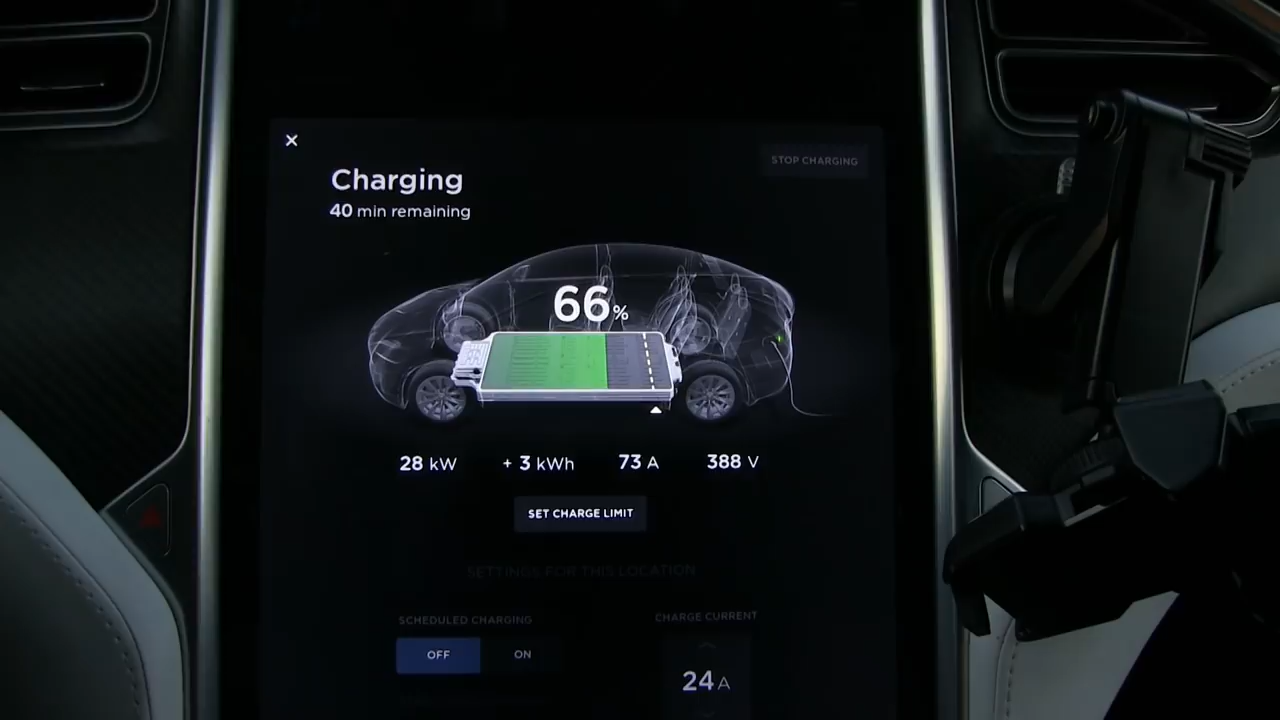 ×
STOP CHARGING
Charging
40 min remaining
66%
28 kW + 3 kWh 73 A 388 V
SET CHARGE LIMIT
SETTINGS FOR THIS LOCATION
SCHEDULED CHARGING CHARGE CURRENT
OFF ON
24 A